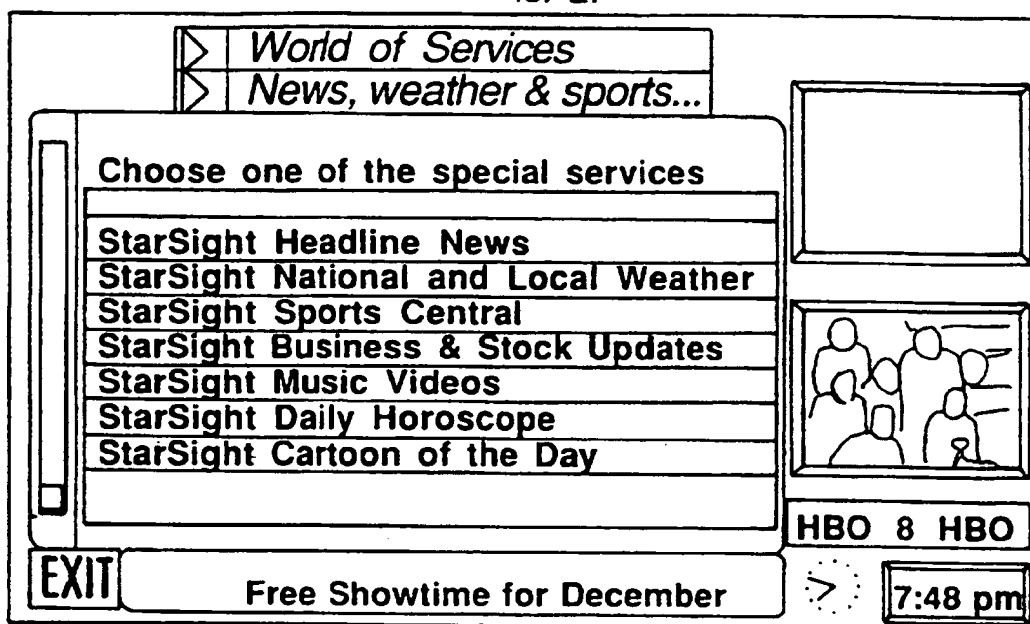 World of Services
News, weather & sports...
Choose one of the special services
StarSight Headline News
StarSight National and Local Weather
StarSight Sports Central
StarSight Business & Stock Updates
StarSight Music Videos
StarSight Daily Horoscope
StarSight Cartoon of the Day
HBO 8 HBO
EXIT
Free Showtime for December
7:48 pm